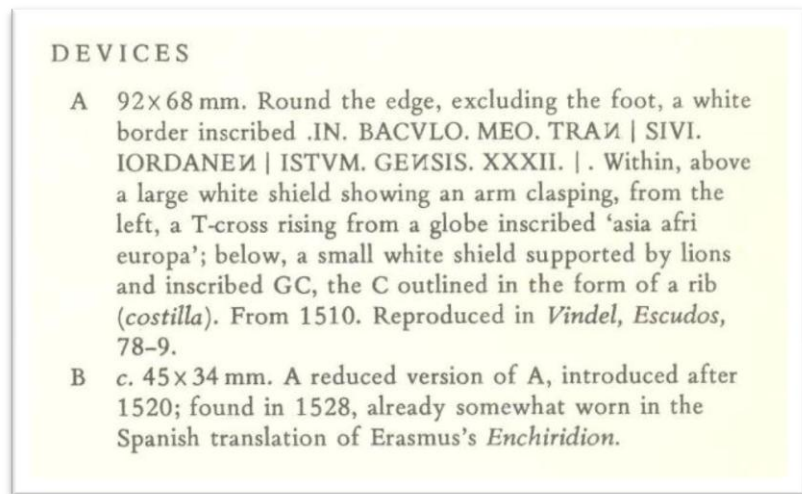 DEVICES
A 92×68 mm. Round the edge, excluding the foot, a white
border inscribed .IN. BACVLO. MEO. TRAИ | SIVI.
IORDANEИ | ISTVM. GEИSIS. XXXII. | . Within, above
a large white shield showing an arm clasping, from the
left, a T-cross rising from a globe inscribed ‘asia afri
europa’; below, a small white shield supported by lions
and inscribed GC, the C outlined in the form of a rib
(costilla). From 1510. Reproduced in Vindel, Escudos,
78–9.
B c. 45×34 mm. A reduced version of A, introduced after
1520; found in 1528, already somewhat worn in the
Spanish translation of Erasmus’s Enchiridion.